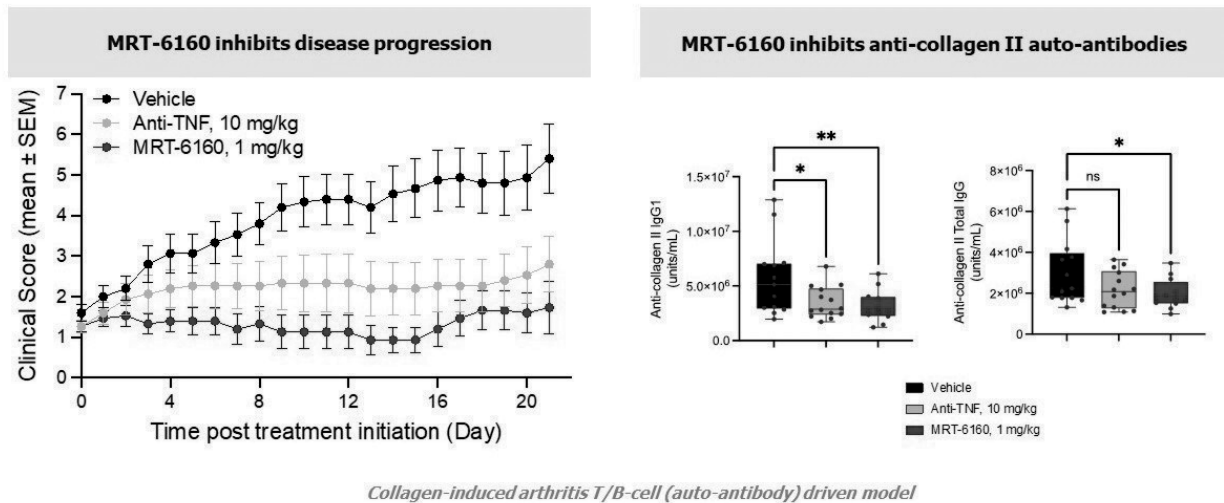 MRT-6160 inhibits disease progression
Clinical Score (mean ± SEM)
7
6
5
4
3
2
1
0
Vehicle
Anti-TNF, 10 mg/kg
MRT-6160, 1 mg/kg
0 4 8 12 16 20
Time post treatment initiation (Day)
MRT-6160 inhibits anti-collagen II auto-antibodies
Anti-collagen II IgG1
(units/mL)
1.5×10⁷
1.0×10⁷
5.0×10⁶
0.0
**
*
Anti-collagen II Total IgG
(units/mL)
8×10⁶
6×10⁶
4×10⁶
2×10⁶
0
*
ns
Vehicle
Anti-TNF, 10 mg/kg
MRT-6160, 1 mg/kg
Collagen-induced arthritis T/B-cell (auto-antibody) driven model